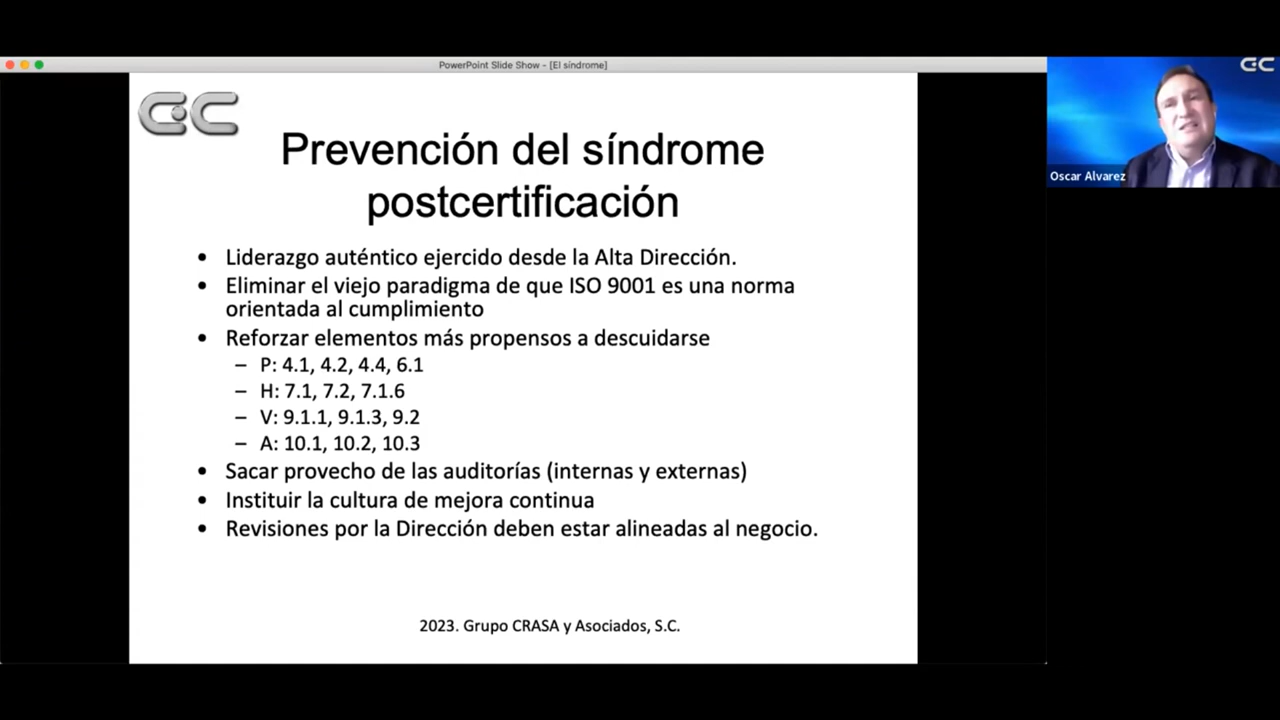 PowerPoint Slide Show - [El síndrome]
Prevención del síndrome
postcertificación
• Liderazgo auténtico ejercido desde la Alta Dirección.
• Eliminar el viejo paradigma de que ISO 9001 es una norma
orientada al cumplimiento
• Reforzar elementos más propensos a descuidarse
– P: 4.1, 4.2, 4.4, 6.1
– H: 7.1, 7.2, 7.1.6
– V: 9.1.1, 9.1.3, 9.2
– A: 10.1, 10.2, 10.3
• Sacar provecho de las auditorías (internas y externas)
• Instituir la cultura de mejora continua
• Revisiones por la Dirección deben estar alineadas al negocio.
2023. Grupo CRASA y Asociados, S.C.
Oscar Alvarez